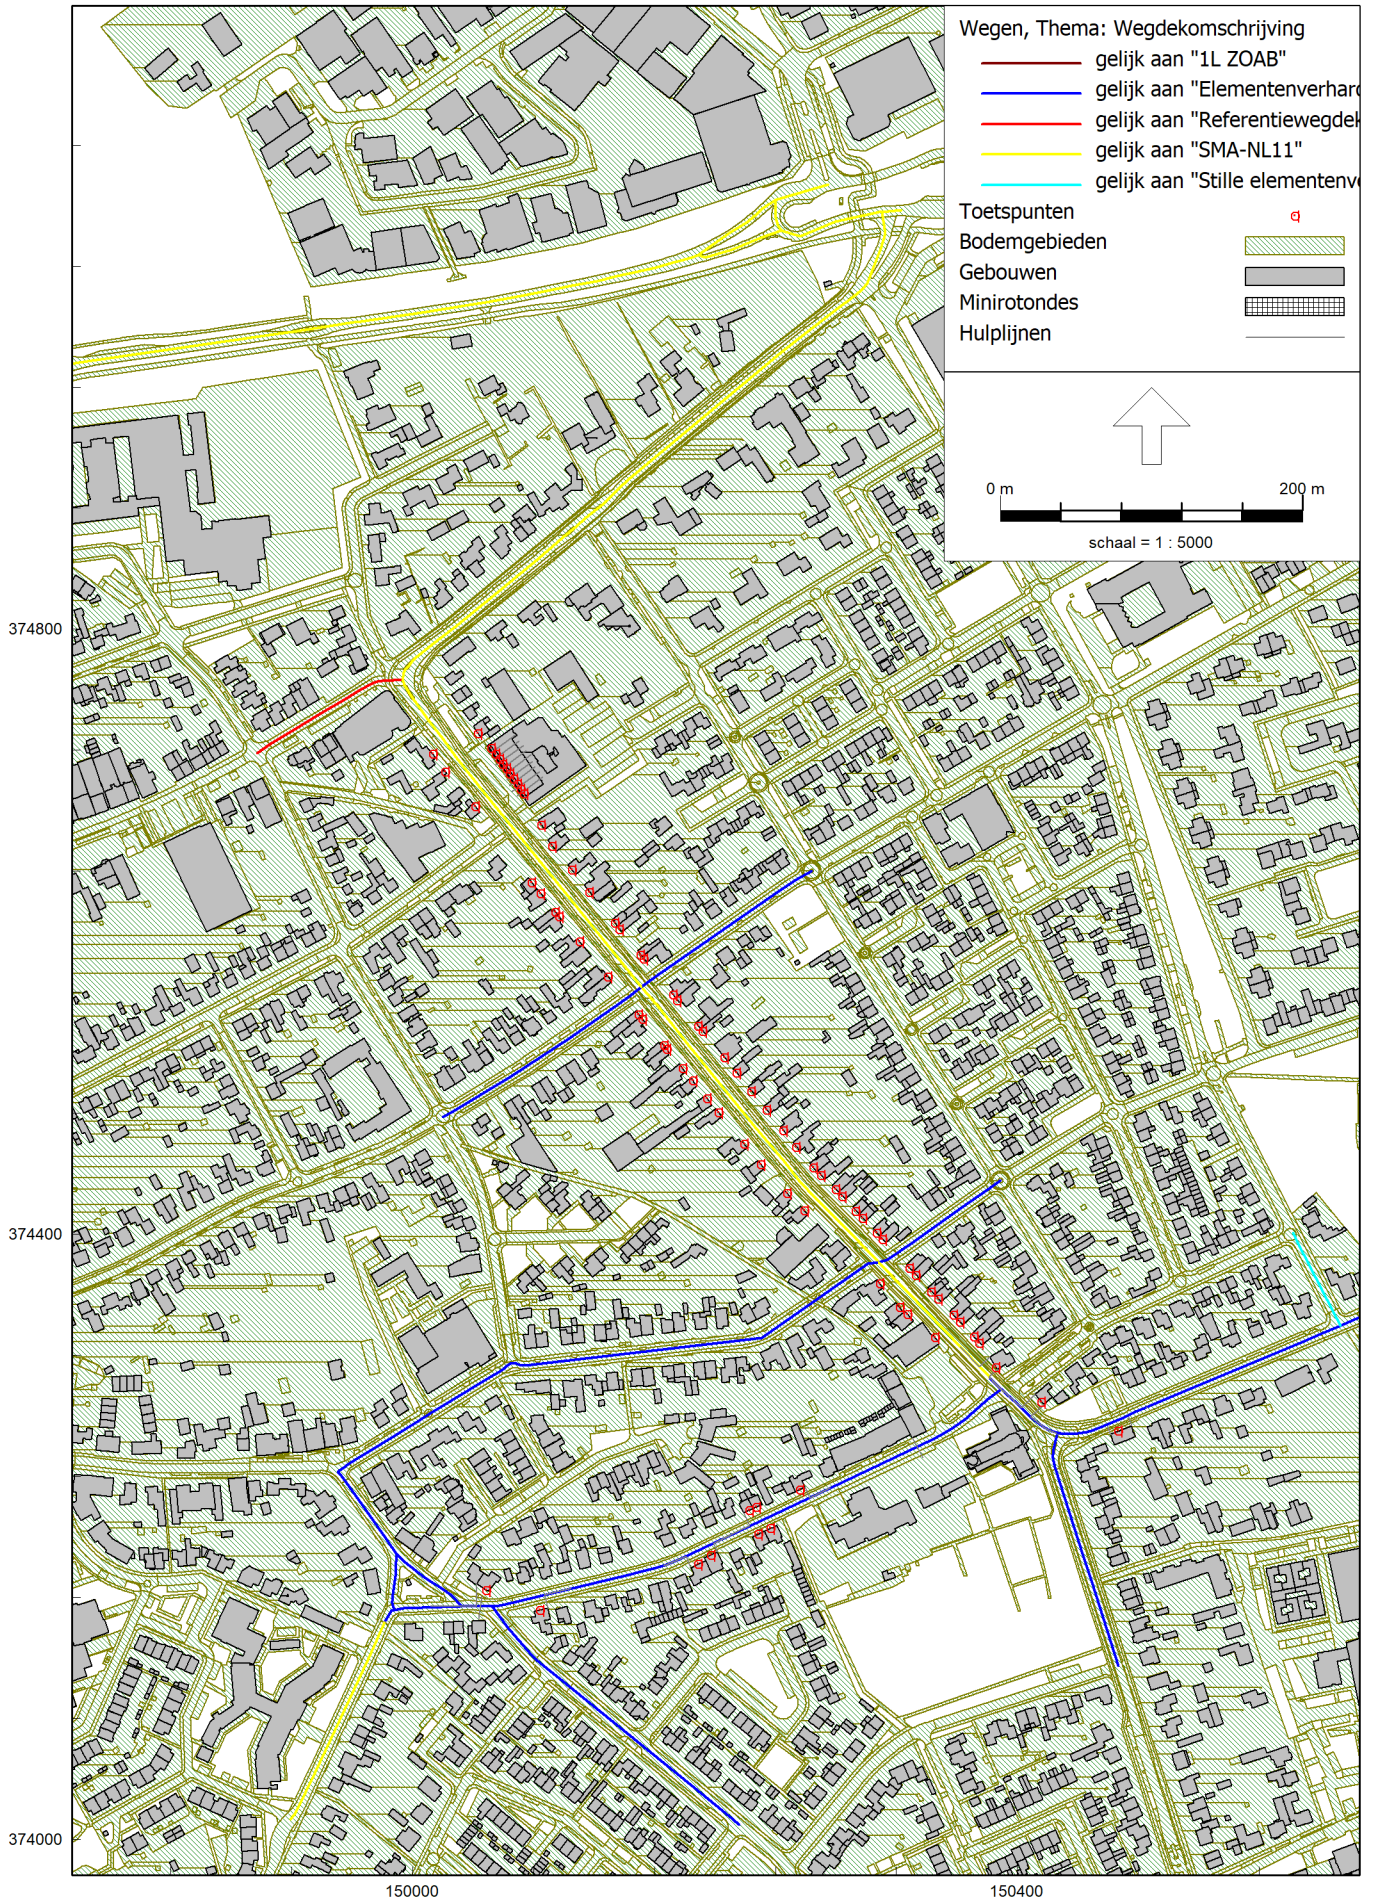 Wegen, Thema: Wegdekomschrijving
gelijk aan "1L ZOAB"
gelijk aan "Elementenverhard
gelijk aan "Referentiewegdek
gelijk aan "SMA-NL11"
gelijk aan "Stille elementenve
Toetspunten
Bodemgebieden
Gebouwen
Minirotondes
Hulplijnen
0 m 200 m
schaal = 1 : 5000
374800
374400
374000
150000 150400